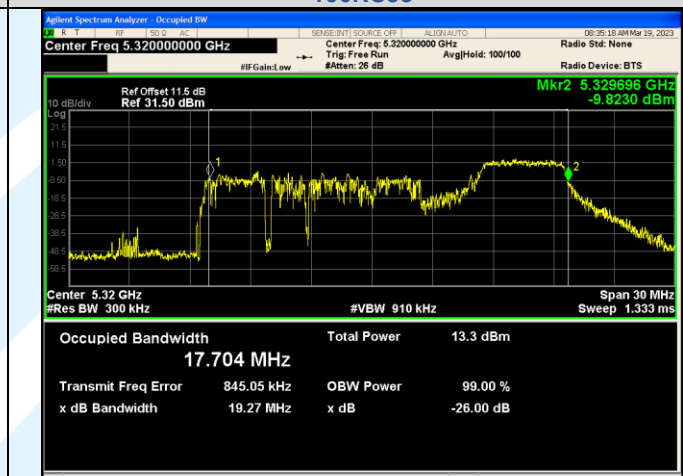 Agilent Spectrum Analyzer - Occupied BW
R T RF 50 Ω AC SENSE:INT SOURCE OFF ALIGN AUTO 08:35:18 AM Mar 19, 2023
Center Freq 5.320000000 GHz Center Freq: 5.320000000 GHz Radio Std: None
Trig: Free Run Avg|Hold: 100/100
#IFGain:Low #Atten: 26 dB Radio Device: BTS
Mkr2 5.329696 GHz
Ref Offset 11.5 dB
10 dB/div Ref 31.50 dBm -9.8230 dBm
Log
21.5
11.5
1.50
1
2
-8.50
-18.5
-28.5
-38.5
-48.5
-58.5
Center 5.32 GHz Span 30 MHz
#Res BW 300 kHz #VBW 910 kHz Sweep 1.333 ms
Occupied Bandwidth Total Power 13.3 dBm
17.704 MHz
Transmit Freq Error 845.05 kHz OBW Power 99.00 %
x dB Bandwidth 19.27 MHz x dB -26.00 dB